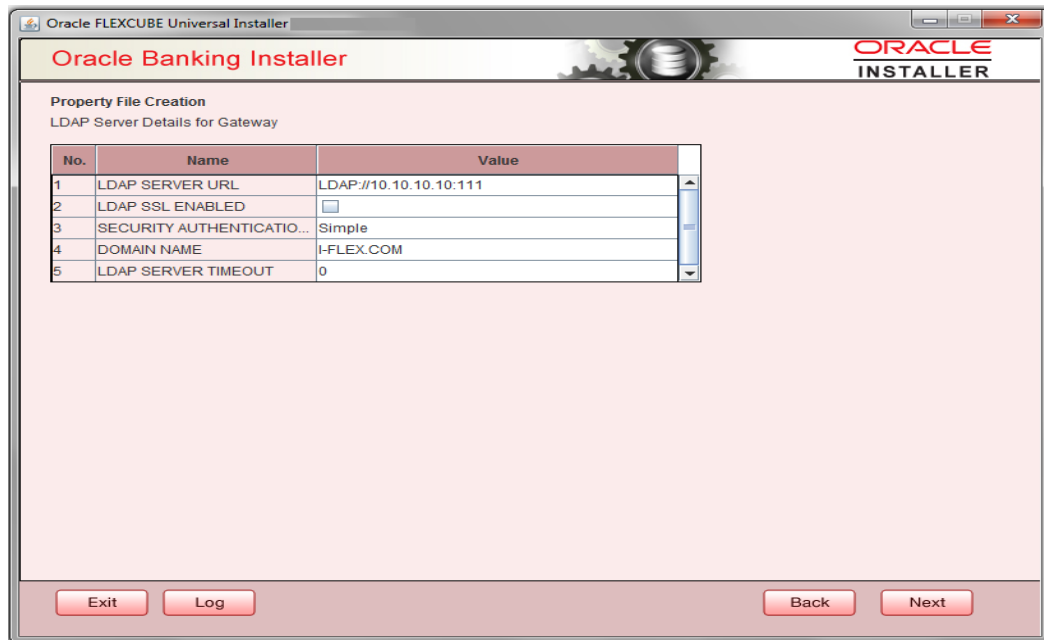 Oracle FLEXCUBE Universal Installer
Oracle Banking Installer
ORACLE
INSTALLER
Property File Creation
LDAP Server Details for Gateway
No. Name Value
1 LDAP SERVER URL LDAP://10.10.10.10:111
2 LDAP SSL ENABLED
3 SECURITY AUTHENTICATIO... Simple
4 DOMAIN NAME I-FLEX.COM
5 LDAP SERVER TIMEOUT 0
Exit Log Back Next